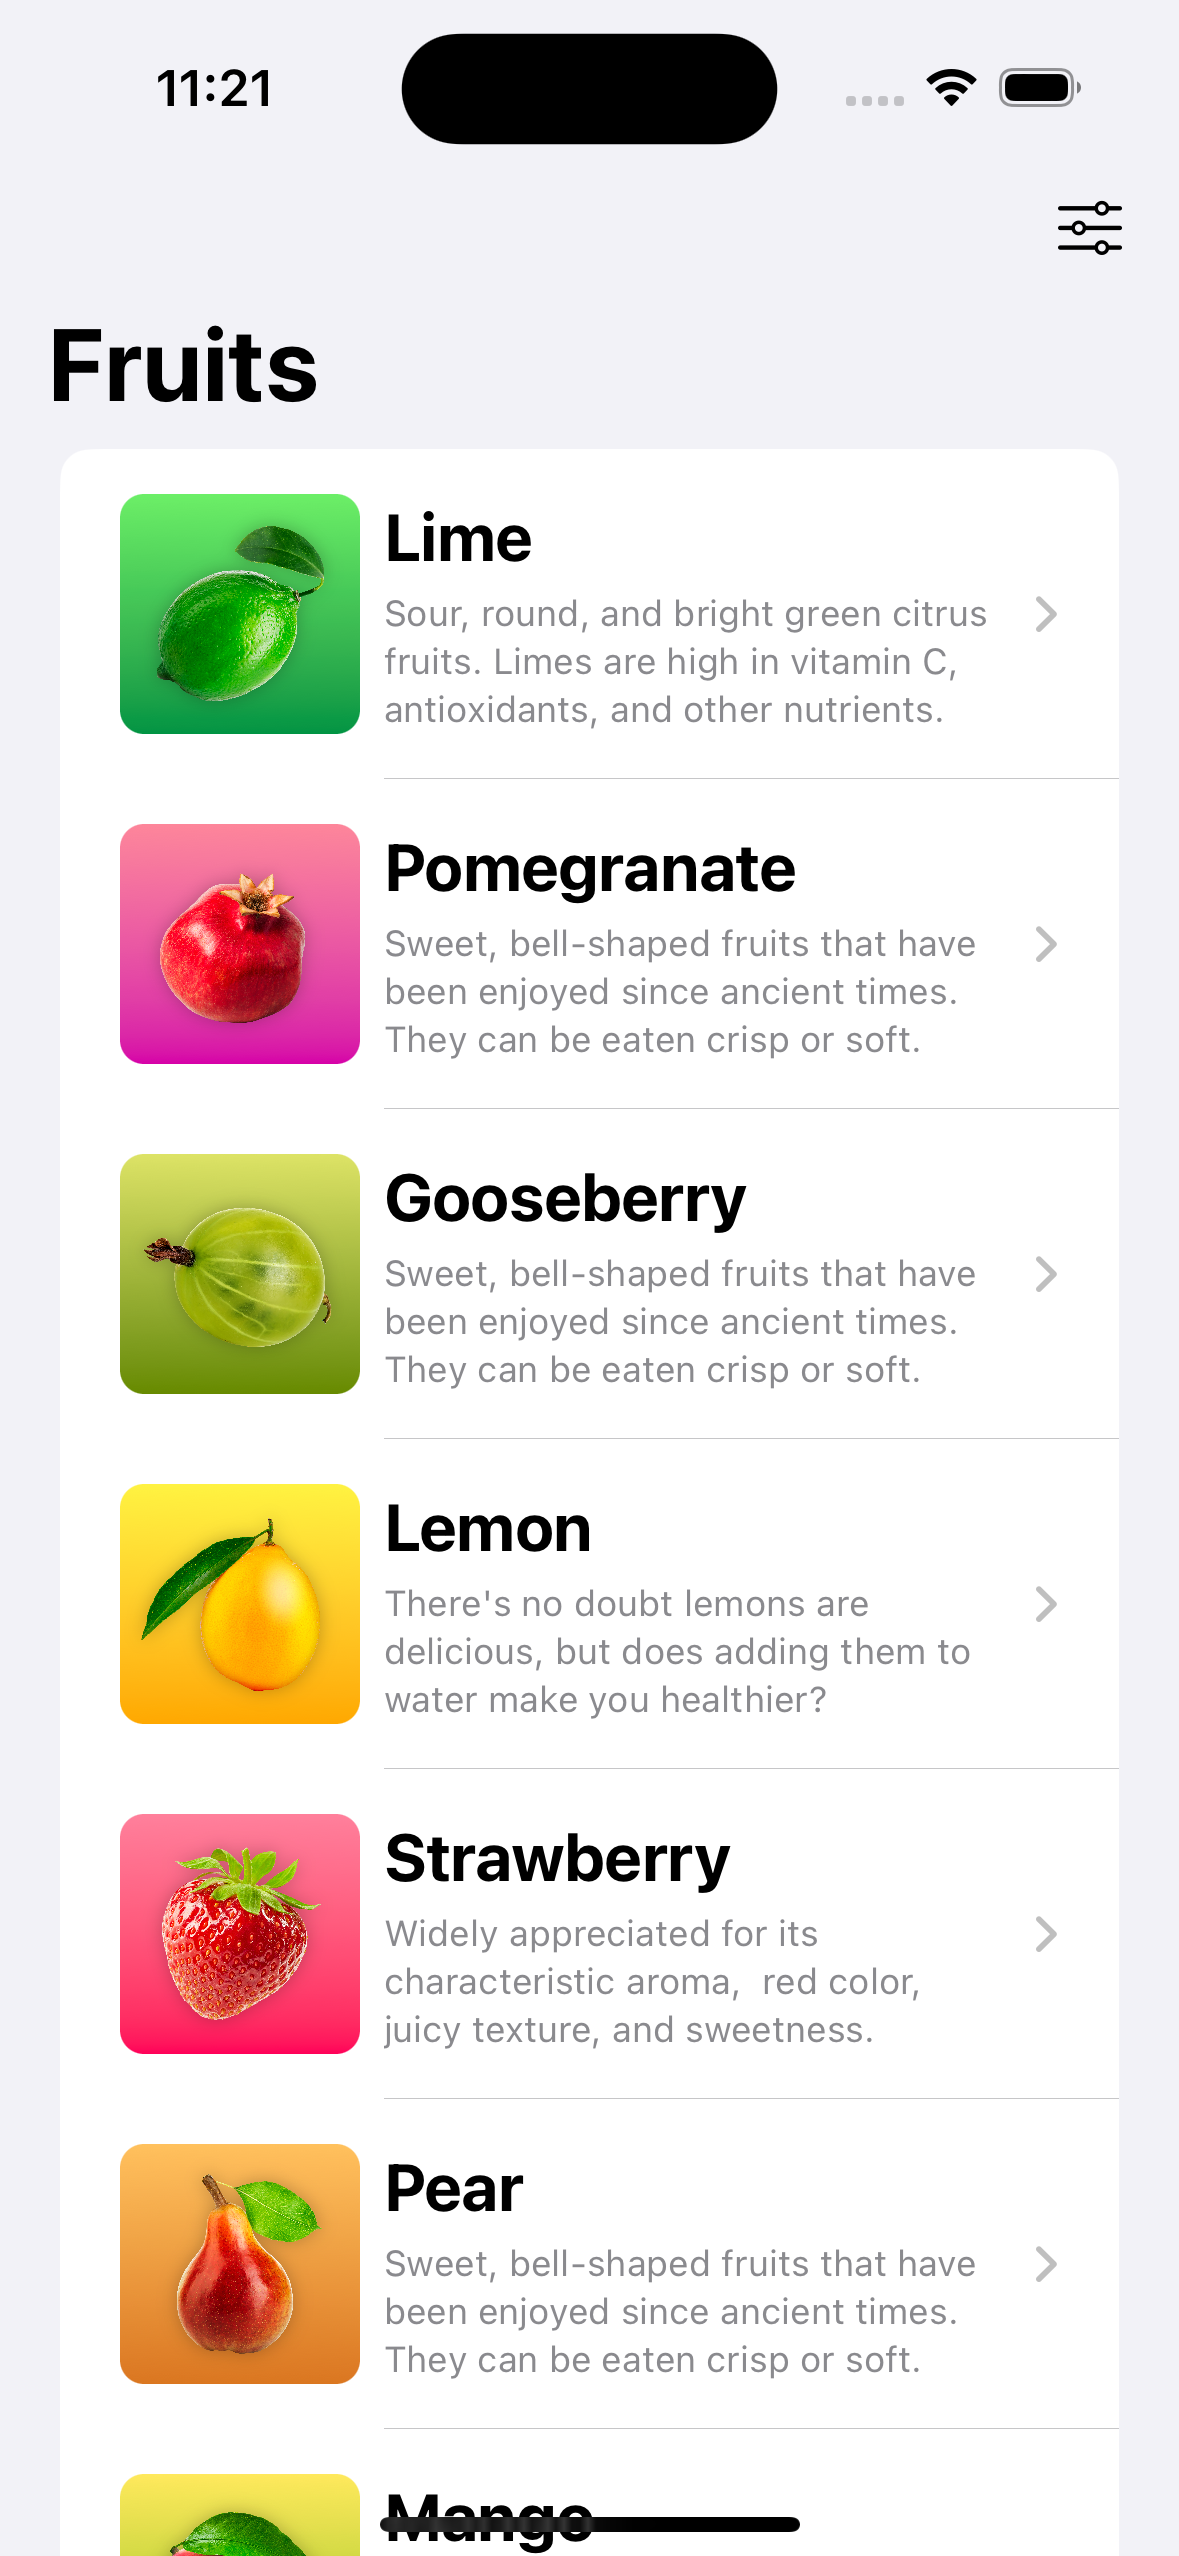 11:21
Fruits
Lime
Sour, round, and bright green citrus
fruits. Limes are high in vitamin C,
antioxidants, and other nutrients.
Pomegranate
Sweet, bell-shaped fruits that have
been enjoyed since ancient times.
They can be eaten crisp or soft.
Gooseberry
Sweet, bell-shaped fruits that have
been enjoyed since ancient times.
They can be eaten crisp or soft.
Lemon
There's no doubt lemons are
delicious, but does adding them to
water make you healthier?
Strawberry
Widely appreciated for its
characteristic aroma,  red color,
juicy texture, and sweetness.
Pear
Sweet, bell-shaped fruits that have
been enjoyed since ancient times.
They can be eaten crisp or soft.
Mango